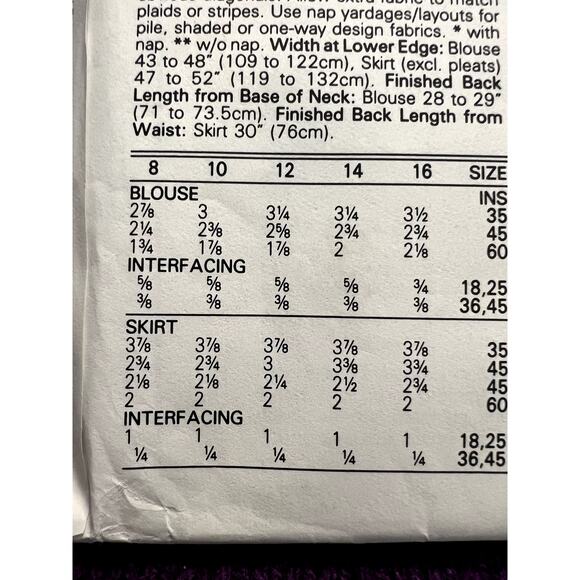 plaids or stripes. Use nap yardages/layouts for
pile, shaded or one-way design fabrics. * with
nap. ** w/o nap. Width at Lower Edge: Blouse
43 to 48" (109 to 122cm), Skirt (excl. pleats)
47 to 52" (119 to 132cm). Finished Back
Length from Base of Neck: Blouse 28 to 29"
(71 to 73.5cm). Finished Back Length from
Waist: Skirt 30" (76cm).
8 10 12 14 16 SIZE
BLOUSE INS
2⅞ 3 3¼ 3¼ 3½ 35
2¼ 2⅜ 2⅝ 2¾ 2¾ 45
1¾ 1⅞ 1⅞ 2 2⅛ 60
INTERFACING
⅝ ⅝ ⅝ ⅝ ¾ 18,25
⅜ ⅜ ⅜ ⅜ ⅜ 36,45
SKIRT
3⅞ 3⅞ 3⅞ 3⅞ 3⅞ 35
2¾ 2¾ 3 3⅜ 3¾ 45
2⅛ 2⅛ 2¼ 2½ 2¾ 45
2 2 2 2 2 60
INTERFACING
1 1 1 1 1 18,25
¼ ¼ ¼ ¼ ¼ 36,45